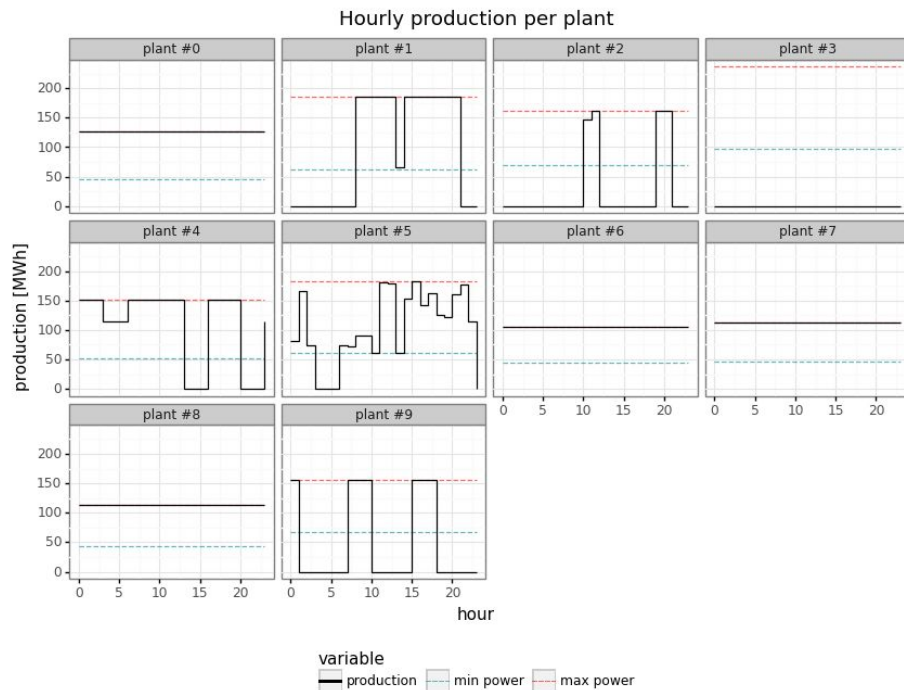 Hourly production per plant
plant #0 plant #1 plant #2 plant #3
200
150
100
50
0
plant #4 plant #5 plant #6 plant #7
production [MWh]
200
150
100
50
0
0 5 10 15 20 0 5 10 15 20
plant #8 plant #9
200
150
100
50
0
0 5 10 15 20 0 5 10 15 20
hour
variable
production min power max power